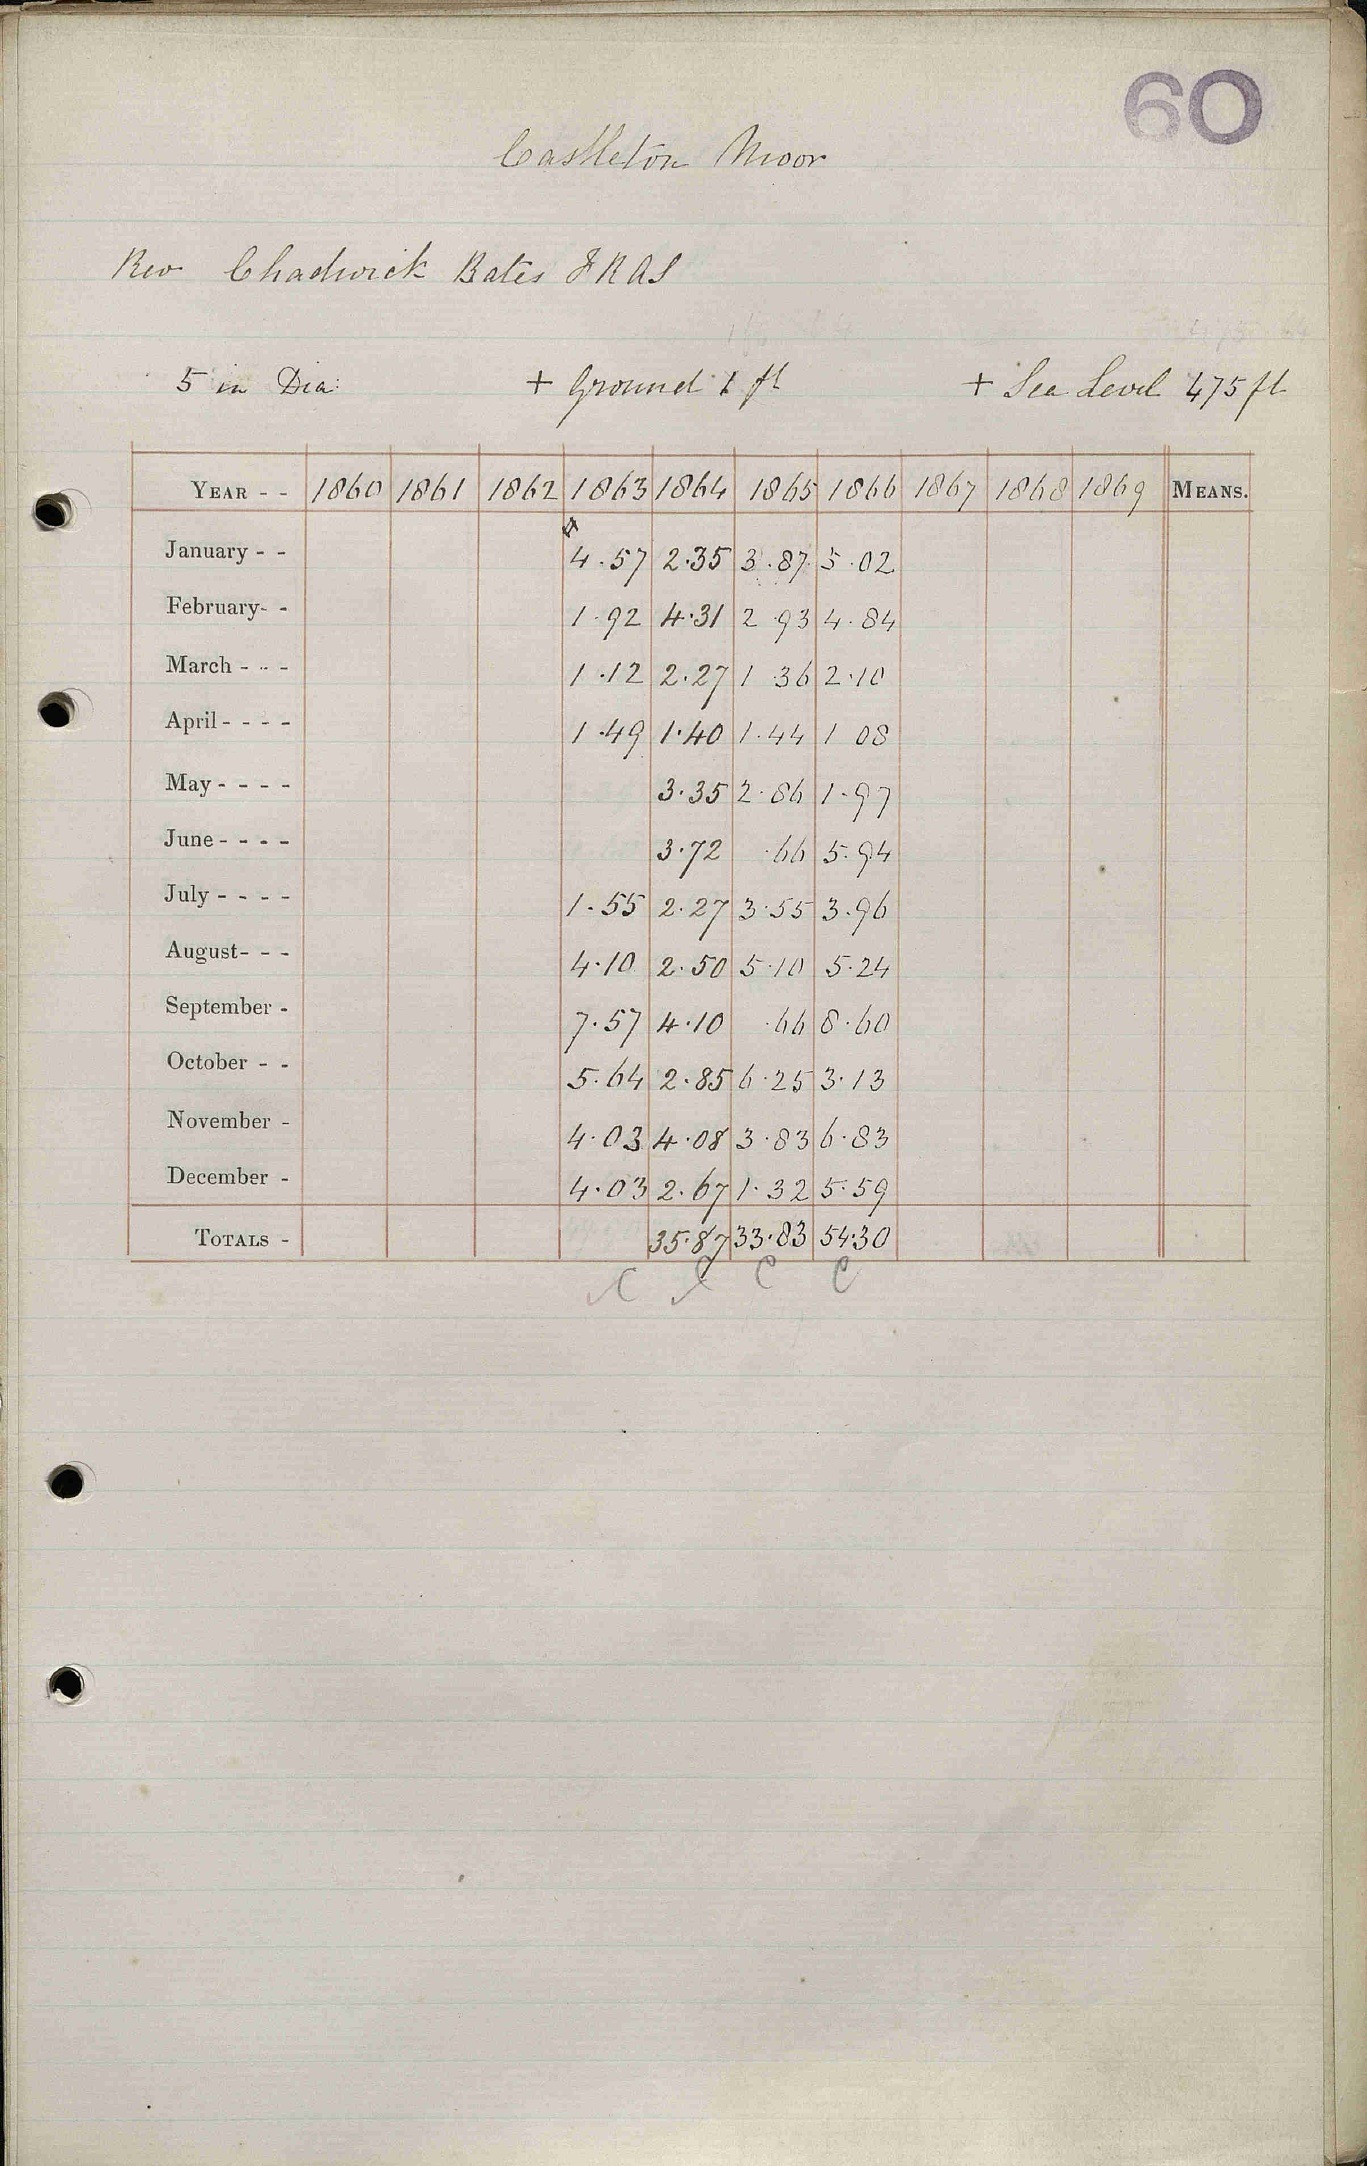 60
Castleton Moor
Rev Chadwick Bates FRAS
5 in Dia: + Ground 1 ft + Sea Level 475 ft
YEAR - - 1860 1861 1862 1863 1864 1865 1866 1867 1868 1869 MEANS.
January - - 4.57 2.35 3.87 5.02
February- - 1.92 4.31 2.93 4.84
March - - - 1.12 2.27 1 36 2.10
April - - - - 1.49 1.40 1.44 1 08
May - - - - 3.35 2.86 1.97
June - - - - 3.72 .66 5.94
July - - - - 1.55 2.27 3.55 3.96
August- - - 4.10 2.50 5.10 5.24
September - 7.57 4.10 .66 8.60
October - - 5.64 2.85 6.25 3.13
November - 4.03 4.08 3.83 6.83
December - 4.03 2.67 1.32 5.59
TOTALS - 35.87 33.83 54.30
C C C C